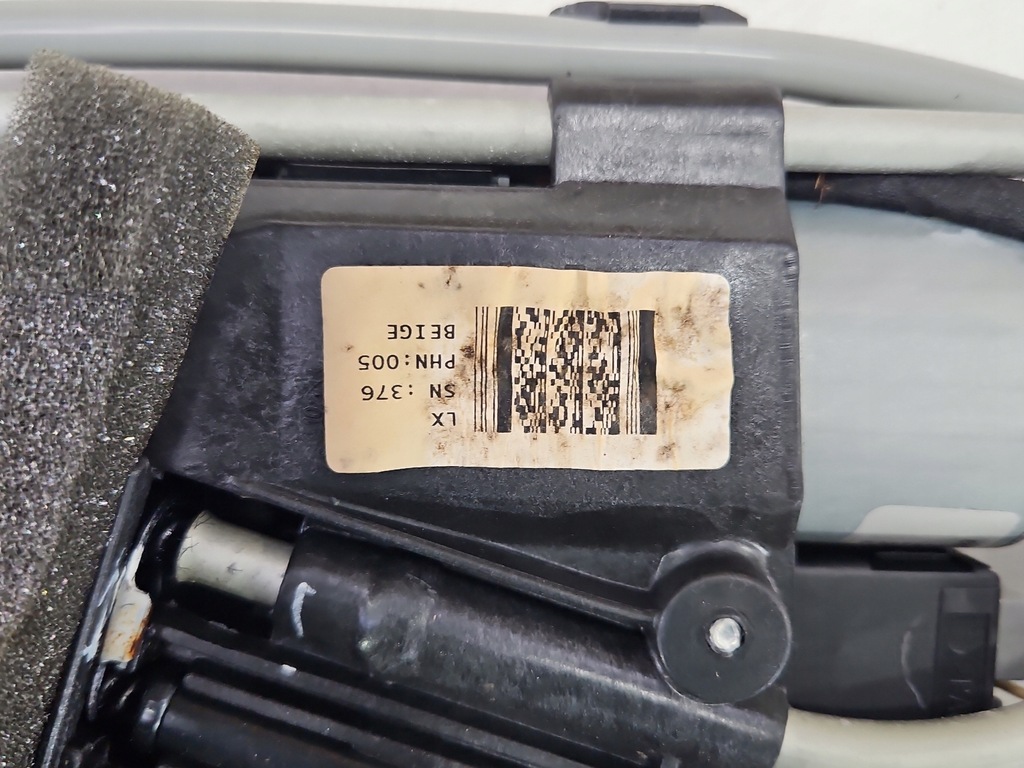 LX
SN :376
PHN:005
BEIGE